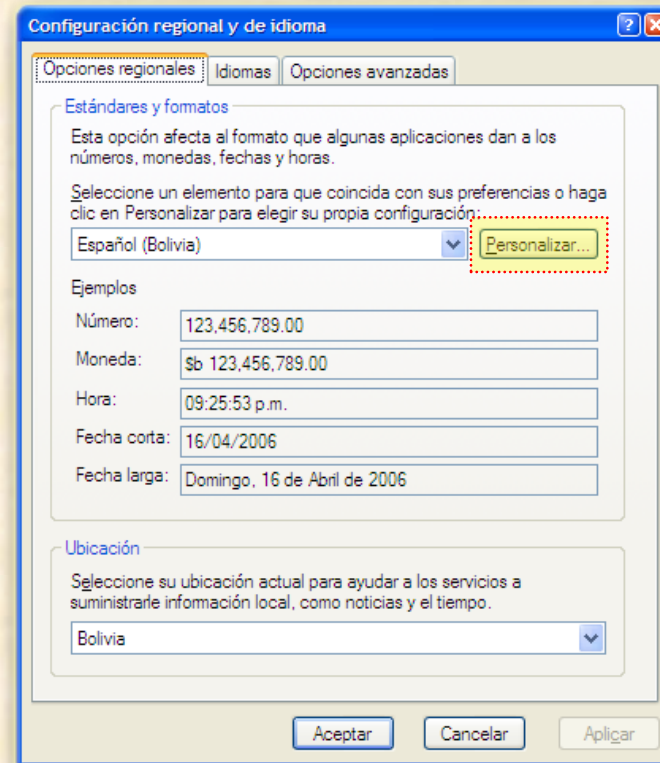 Configuración regional y de idioma
Opciones regionales Idiomas Opciones avanzadas
Estándares y formatos
Esta opción afecta al formato que algunas aplicaciones dan a los
números, monedas, fechas y horas.
Seleccione un elemento para que coincida con sus preferencias o haga
clic en Personalizar para elegir su propia configuración:
Español (Bolivia) Personalizar...
Ejemplos
Número: 123,456,789.00
Moneda: $b 123,456,789.00
Hora: 09:25:53 p.m.
Fecha corta: 16/04/2006
Fecha larga: Domingo, 16 de Abril de 2006
Ubicación
Seleccione su ubicación actual para ayudar a los servicios a
suministrarle información local, como noticias y el tiempo.
Bolivia
Aceptar Cancelar Aplicar